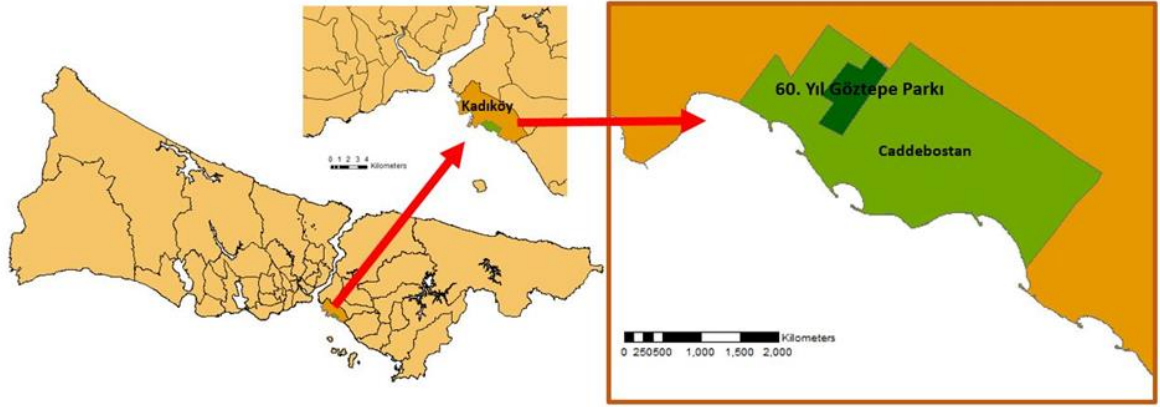 Kadıköy
0 1 2 3 4
Kilometers
60. Yıl Göztepe Parkı
Caddebostan
Kilometers
0 250500 1,000 1,500 2,000